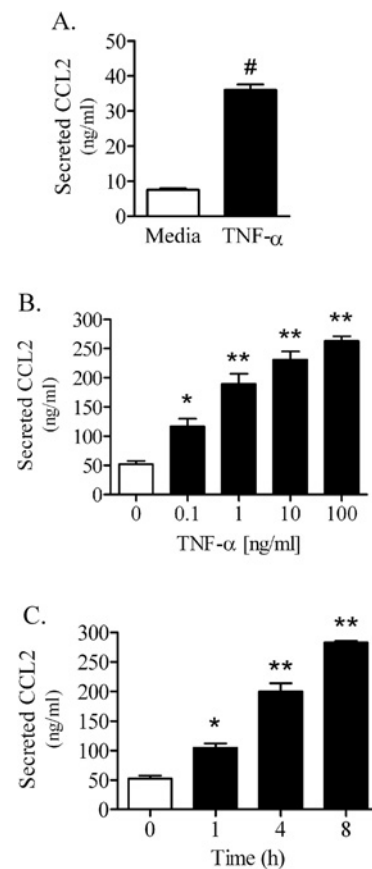 A.
Secreted CCL2
(ng/ml)
50
40
30
20
10
0
#
Media TNF-α
B.
Secreted CCL2
(ng/ml)
300
250
200
150
100
50
0
* ** ** **
0 0.1 1 10 100
TNF-α [ng/ml]
C.
Secreted CCL2
(ng/ml)
300
250
200
150
100
50
0
* ** **
0 1 4 8
Time (h)